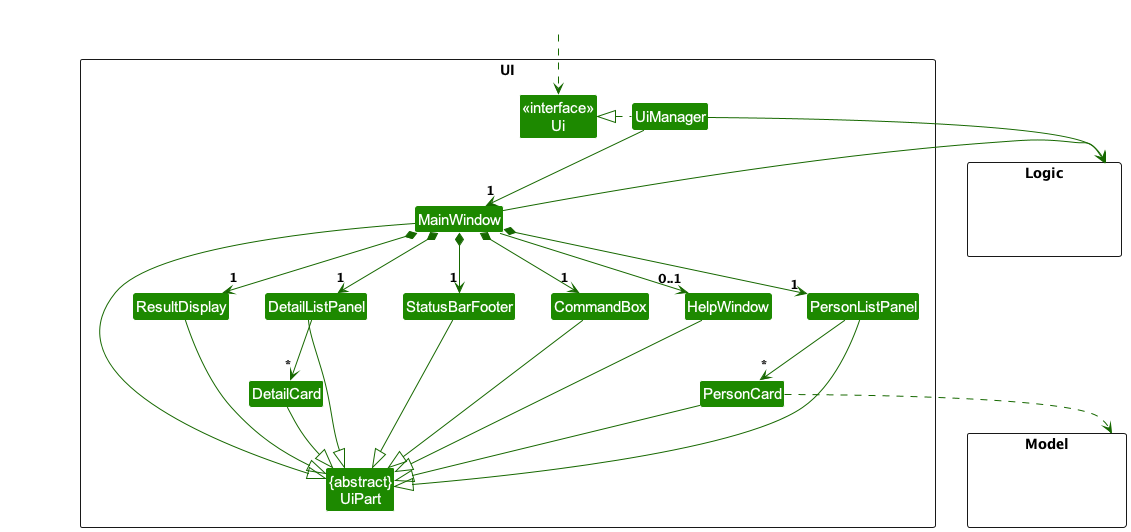 UI
«interface»
Ui
UiManager
Logic
1
MainWindow
1
1
1
1
0..1
1
ResultDisplay
DetailListPanel
StatusBarFooter
CommandBox
HelpWindow
PersonListPanel
*
*
DetailCard
PersonCard
Model
{abstract}
UiPart